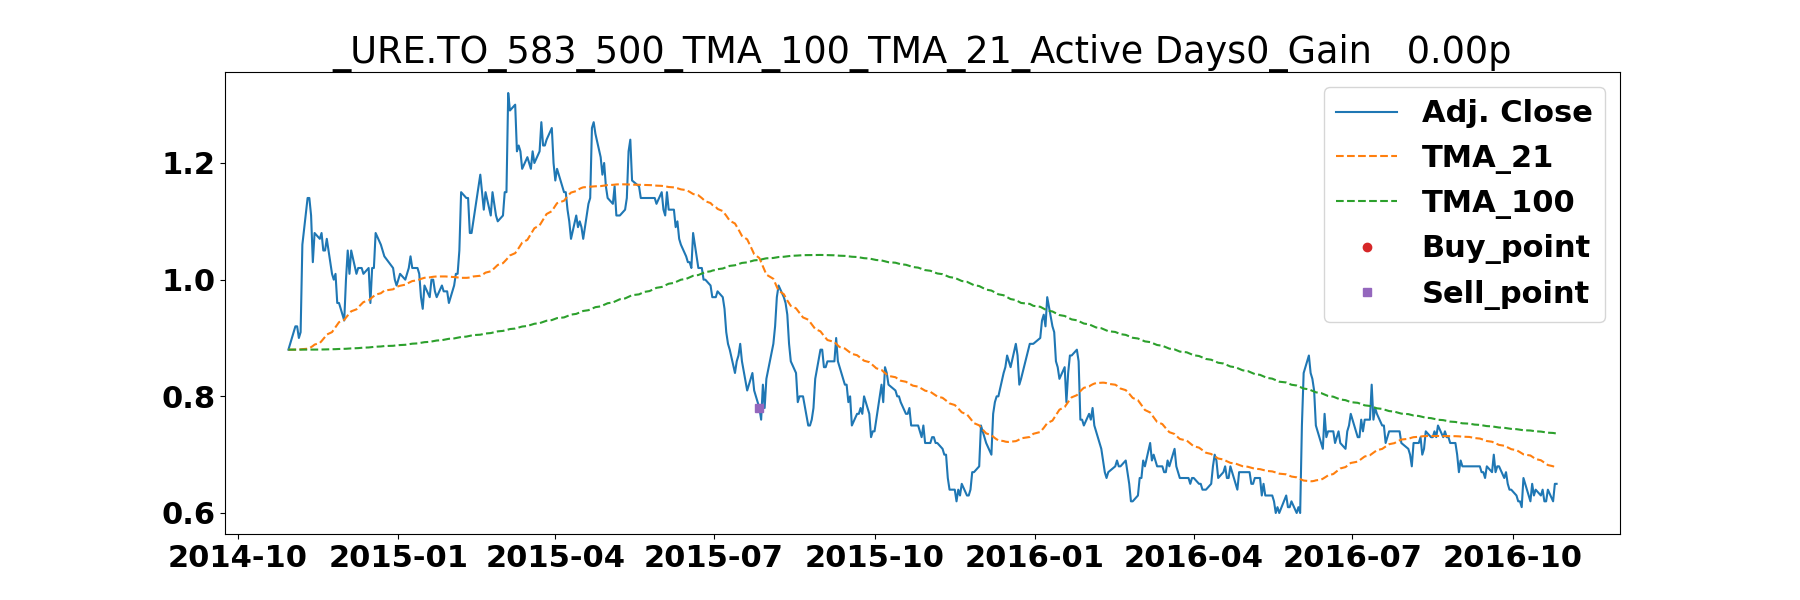 _URE.TO_583_500_TMA_100_TMA_21_Active Days0_Gain   0.00p
Adj. Close
TMA_21
TMA_100
Buy_point
Sell_point
1.2
1.0
0.8
0.6
2014-10 2015-01 2015-04 2015-07 2015-10 2016-01 2016-04 2016-07 2016-10